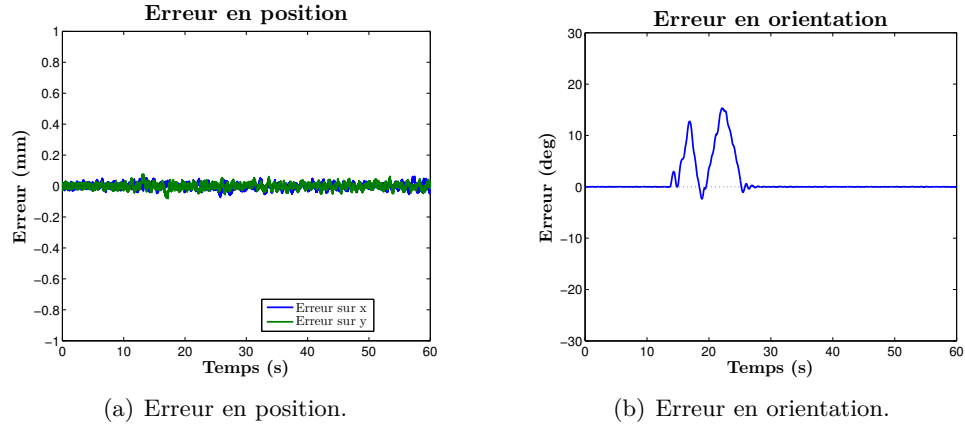 Erreur en position
1
0.8
0.6
0.4
0.2
0
−0.2
−0.4
−0.6
−0.8
−1
Erreur (mm)
Erreur sur x
Erreur sur y
0 10 20 30 40 50 60
Temps (s)
(a) Erreur en position.
Erreur en orientation
30
20
10
0
−10
−20
−30
Erreur (deg)
0 10 20 30 40 50 60
Temps (s)
(b) Erreur en orientation.